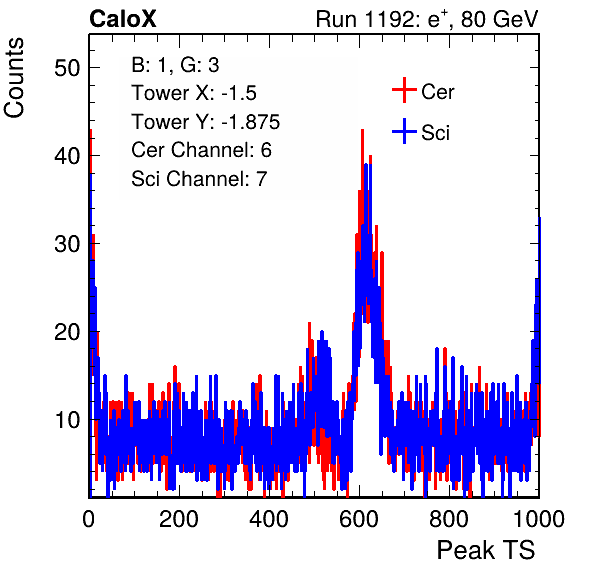 CaloX Run 1192: e⁺, 80 GeV
Counts
B: 1, G: 3
Tower X: -1.5
Tower Y: -1.875
Cer Channel: 6
Sci Channel: 7
Cer
Sci
50
40
30
20
10
0 200 400 600 800 1000
Peak TS